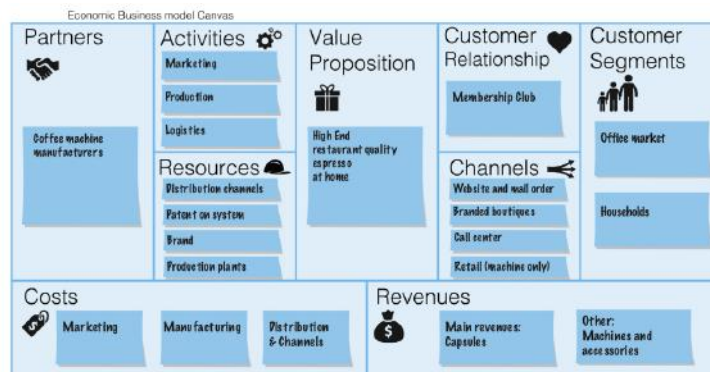 Economic Business model Canvas
Partners
Coffee machine
manufacturers
Activities
Marketing
Production
Logistics
Resources
Distribution channels
Patent on system
Brand
Production plants
Value
Proposition
High End
restaurant quality
espresso
at home
Customer
Relationship
Membership Club
Channels
Website and mail order
Branded boutiques
Call center
Retail (machine only)
Customer
Segments
Office market
Households
Costs
Marketing
Manufacturing
Distribution
& Channels
Revenues
Main revenues:
Capsules
Other:
Machines and
accessories